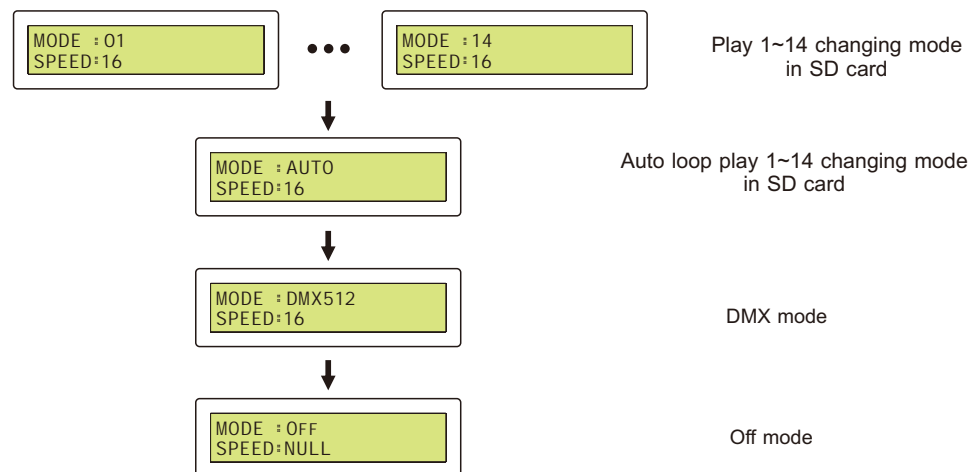 MODE :01
SPEED:16
MODE :14
SPEED:16
Play 1~14 changing mode
in SD card
MODE :AUTO
SPEED:16
Auto loop play 1~14 changing mode
in SD card
MODE :DMX512
SPEED:16
DMX mode
MODE :OFF
SPEED:NULL
Off mode